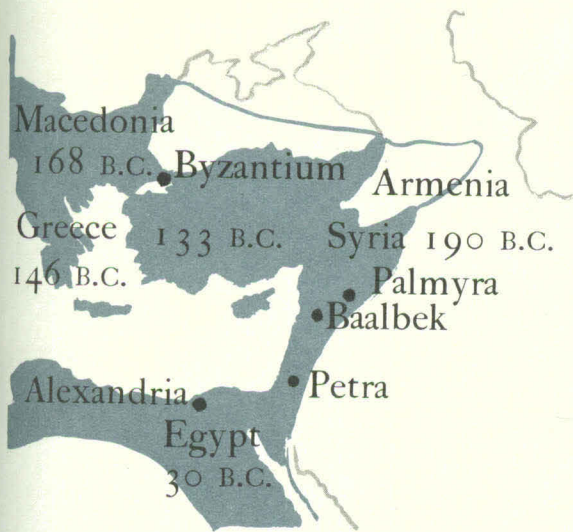 Macedonia
168 B.C.
Byzantium
Armenia
Greece
146 B.C.
133 B.C.
Syria 190 B.C.
Palmyra
Baalbek
Petra
Alexandria
Egypt
30 B.C.